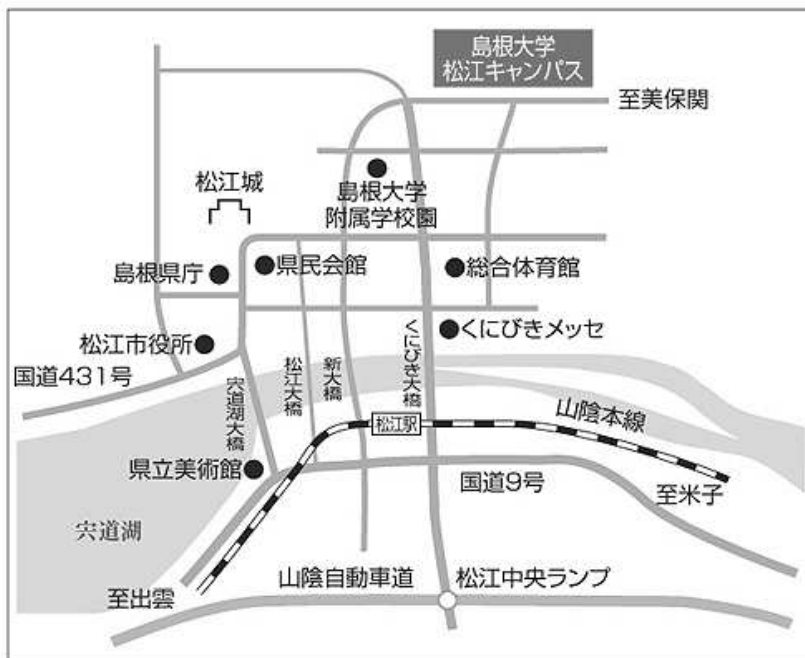 島根大学
松江キャンパス
至美保関
松江城
島根大学
附属学校園
島根県庁
県民会館
総合体育館
松江市役所
くにびきメッセ
国道431号
宍道湖大橋
松江大橋
新大橋
くにびき大橋
松江駅
山陰本線
県立美術館
国道9号
至米子
宍道湖
至出雲
山陰自動車道
松江中央ランプ